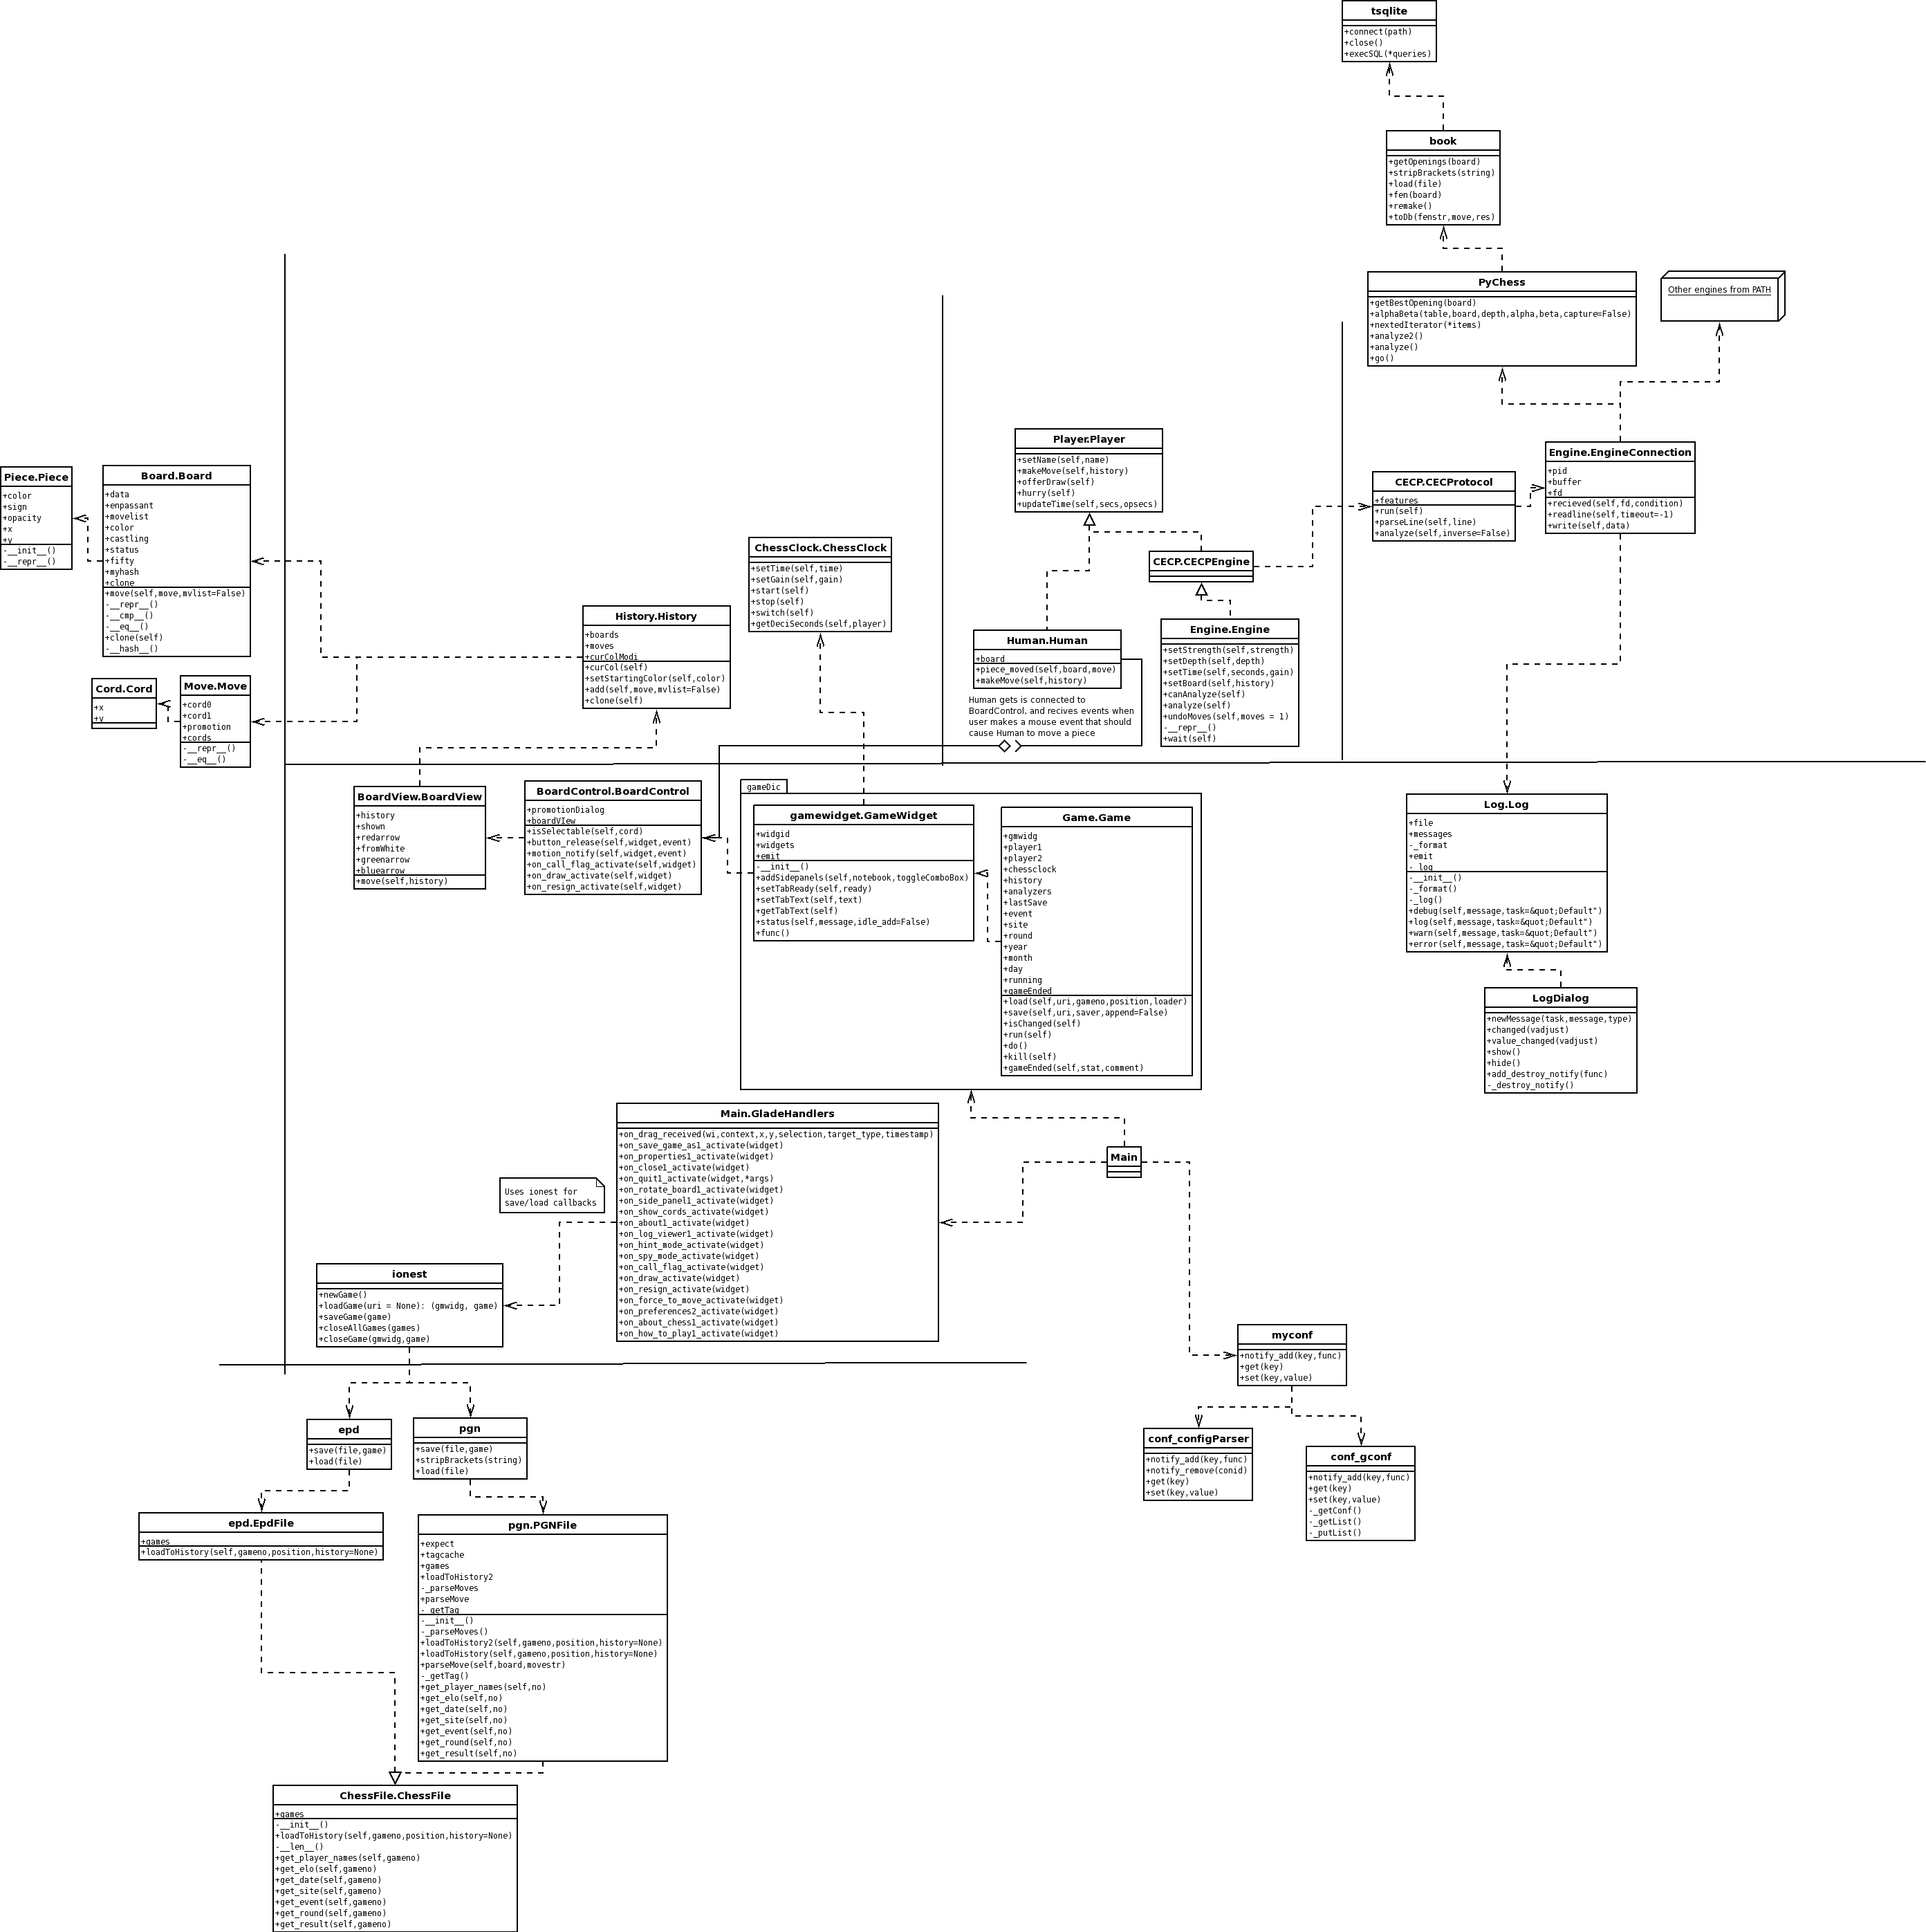 tsqlite
+connect(path)
+close()
+execSQL(*queries)
book
+getOpenings(board)
+stripBrackets(string)
+load(file)
+fen(board)
+remake()
+toDb(fenstr,move,res)
PyChess
+getBestOpening(board)
+alphaBeta(table,board,depth,alpha,beta,capture=False)
+nextedIterator(*items)
+analyze2()
+analyze()
+go()
Other engines from PATH
Player.Player
+setName(self,name)
+makeMove(self,history)
+offerDraw(self)
+hurry(self)
+updateTime(self,secs,opsecs)
Engine.EngineConnection
+pid
+buffer
+fd
+recieved(self,fd,condition)
+readline(self,timeout=-1)
+write(self,data)
CECP.CECProtocol
+features
+run(self)
+parseLine(self,line)
+analyze(self,inverse=False)
Piece.Piece
+color
+sign
+opacity
+x
+y
-__init__()
-__repr__()
Board.Board
+data
+enpassant
+movelist
+color
+castling
+status
+fifty
+myhash
+clone
+move(self,move,mvlist=False)
-__repr__()
-__cmp__()
-__eq__()
+clone(self)
-__hash__()
ChessClock.ChessClock
+setTime(self,time)
+setGain(self,gain)
+start(self)
+stop(self)
+switch(self)
+getDeciSeconds(self,player)
CECP.CECPEngine
History.History
+boards
+moves
+curColModi
+curCol(self)
+setStartingColor(self,color)
+add(self,move,mvlist=False)
+clone(self)
Human.Human
+board
+piece_moved(self,board,move)
+makeMove(self,history)
Human gets is connected to
BoardControl, and recives events when
user makes a mouse event that should
cause Human to move a piece
Engine.Engine
+setStrength(self,strength)
+setDepth(self,depth)
+setTime(self,seconds,gain)
+setBoard(self,history)
+canAnalyze(self)
+analyze(self)
+undoMoves(self,moves = 1)
-__repr__()
+wait(self)
Cord.Cord
+x
+y
Move.Move
+cord0
+cord1
+promotion
+cords
-__repr__()
-__eq__()
BoardView.BoardView
+history
+shown
+redarrow
+fromWhite
+greenarrow
+bluearrow
+move(self,history)
BoardControl.BoardControl
+promotionDialog
+boardVIew
+isSelectable(self,cord)
+button_release(self,widget,event)
+motion_notify(self,widget,event)
+on_call_flag_activate(self,widget)
+on_draw_activate(self,widget)
+on_resign_activate(self,widget)
gameDic
gamewidget.GameWidget
+widgid
+widgets
+emit
-__init__()
+addSidepanels(self,notebook,toggleComboBox)
+setTabReady(self,ready)
+setTabText(self,text)
+getTabText(self)
+status(self,message,idle_add=False)
+func()
Game.Game
+gmwidg
+player1
+player2
+chessclock
+history
+analyzers
+lastSave
+event
+site
+round
+year
+month
+day
+running
+gameEnded
+load(self,uri,gameno,position,loader)
+save(self,uri,saver,append=False)
+isChanged(self)
+run(self)
+do()
+kill(self)
+gameEnded(self,stat,comment)
Log.Log
+file
+messages
-_format
+emit
-_log
-__init__()
-_format()
-_log()
+debug(self,message,task=&quot;Default")
+log(self,message,task=&quot;Default")
+warn(self,message,task=&quot;Default")
+error(self,message,task=&quot;Default")
LogDialog
+newMessage(task,message,type)
+changed(vadjust)
+value_changed(vadjust)
+show()
+hide()
+add_destroy_notify(func)
-_destroy_notify()
Main.GladeHandlers
+on_drag_received(wi,context,x,y,selection,target_type,timestamp)
+on_save_game_as1_activate(widget)
+on_properties1_activate(widget)
+on_close1_activate(widget)
+on_quit1_activate(widget,*args)
+on_rotate_board1_activate(widget)
+on_side_panel1_activate(widget)
+on_show_cords_activate(widget)
+on_about1_activate(widget)
+on_log_viewer1_activate(widget)
+on_hint_mode_activate(widget)
+on_spy_mode_activate(widget)
+on_call_flag_activate(widget)
+on_draw_activate(widget)
+on_resign_activate(widget)
+on_force_to_move_activate(widget)
+on_preferences2_activate(widget)
+on_about_chess1_activate(widget)
+on_how_to_play1_activate(widget)
Main
Uses ionest for
save/load callbacks
ionest
+newGame()
+loadGame(uri = None): (gmwidg, game)
+saveGame(game)
+closeAllGames(games)
+closeGame(gmwidg,game)
myconf
+notify_add(key,func)
+get(key)
+set(key,value)
conf_configParser
+notify_add(key,func)
+notify_remove(conid)
+get(key)
+set(key,value)
conf_gconf
+notify_add(key,func)
+get(key)
+set(key,value)
-_getConf()
-_getList()
-_putList()
epd
+save(file,game)
+load(file)
pgn
+save(file,game)
+stripBrackets(string)
+load(file)
epd.EpdFile
+games
+loadToHistory(self,gameno,position,history=None)
pgn.PGNFile
+expect
+tagcache
+games
+loadToHistory2
-_parseMoves
+parseMove
-_getTag
-__init__()
-_parseMoves()
+loadToHistory2(self,gameno,position,history=None)
+loadToHistory(self,gameno,position,history=None)
+parseMove(self,board,movestr)
-_getTag()
+get_player_names(self,no)
+get_elo(self,no)
+get_date(self,no)
+get_site(self,no)
+get_event(self,no)
+get_round(self,no)
+get_result(self,no)
ChessFile.ChessFile
+games
-__init__()
+loadToHistory(self,gameno,position,history=None)
-__len__()
+get_player_names(self,gameno)
+get_elo(self,gameno)
+get_date(self,gameno)
+get_site(self,gameno)
+get_event(self,gameno)
+get_round(self,gameno)
+get_result(self,gameno)